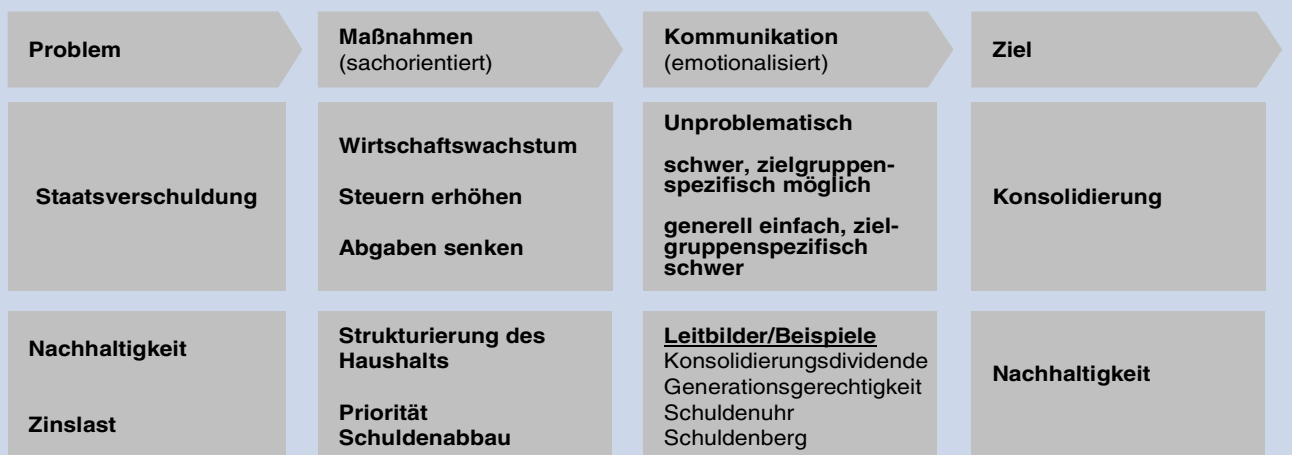 Problem
Maßnahmen
(sachorientiert)
Kommunikation
(emotionalisiert)
Ziel
Staatsverschuldung
Wirtschaftswachstum
Steuern erhöhen
Abgaben senken
Unproblematisch
schwer, zielgruppen-
spezifisch möglich
generell einfach, ziel-
gruppenspezifisch
schwer
Konsolidierung
Nachhaltigkeit
Zinslast
Strukturierung des
Haushalts
Priorität
Schuldenabbau
Leitbilder/Beispiele
Konsolidierungsdividende
Generationsgerechtigkeit
Schuldenuhr
Schuldenberg
Nachhaltigkeit